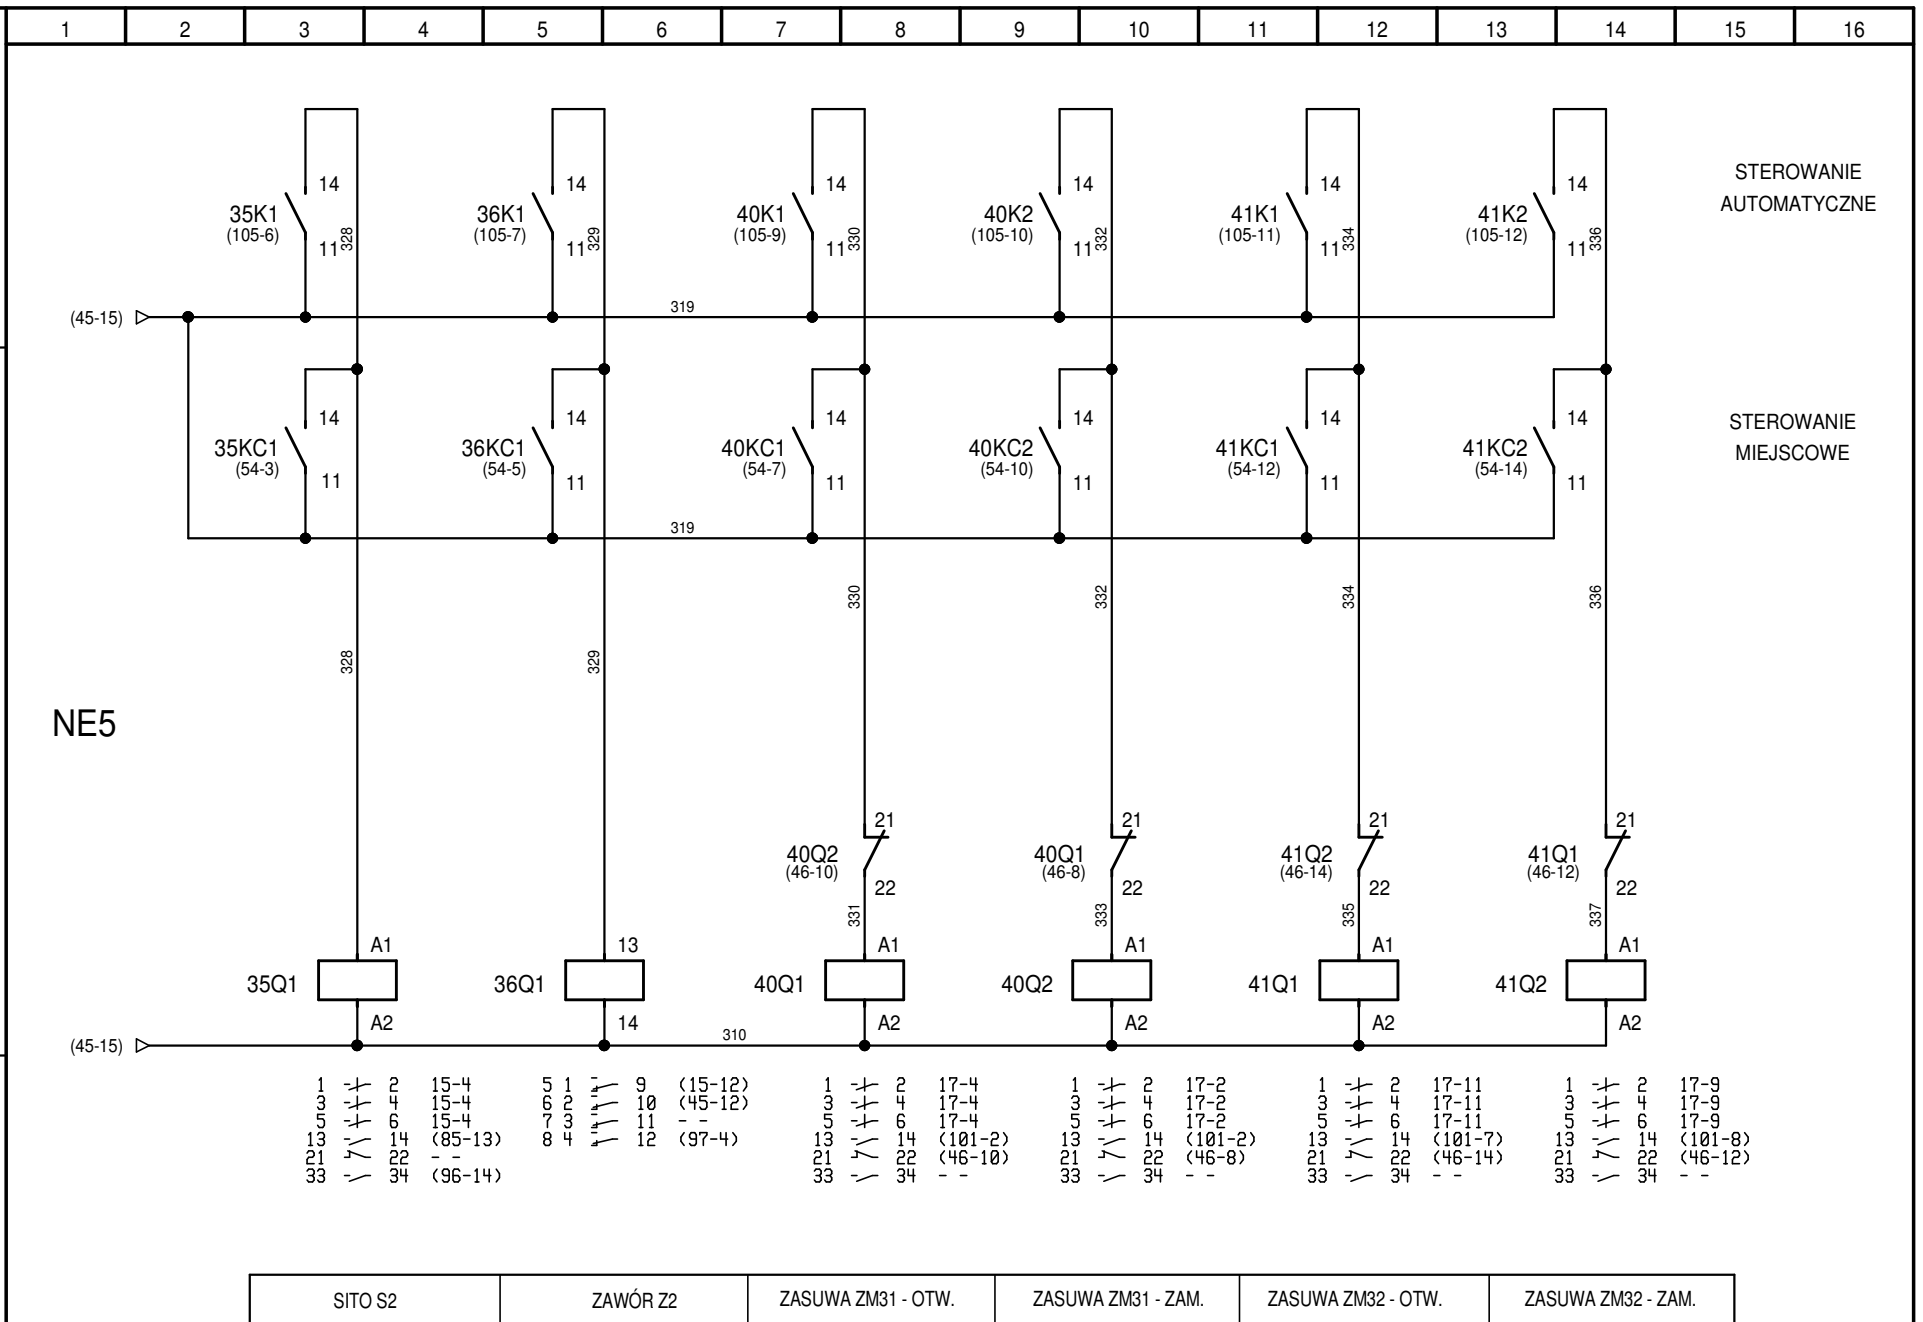 1 2 3 4 5 6 7 8 9 10 11 12 13 14 15 16
14 14 14 14 14 14
STEROWANIE
AUTOMATYCZNE
35K1 36K1 40K1 40K2 41K1 41K2
(105-6) (105-7) (105-9) (105-10) (105-11) (105-12)
11 328 11 329 11 330 11 332 11 334 11 336
(45-15) 319
14 14 14 14 14 14
STEROWANIE
MIEJSCOWE
35KC1 36KC1 40KC1 40KC2 41KC1 41KC2
(54-3) (54-5) (54-7) (54-10) (54-12) (54-14)
11 11 11 11 11 11
319
330 332 334 336
328 329
NE5
21 21 21 21
40Q2 40Q1 41Q2 41Q1
(46-10) (46-8) (46-14) (46-12)
22 22 22 22
331 333 335 337
A1 13 A1 A1 A1 A1
35Q1 36Q1 40Q1 40Q2 41Q1 41Q2
A2 14 A2 A2 A2 A2
(45-15) 310
1 2 15-4 5 1 9 (15-12) 1 2 17-4 1 2 17-2 1 2 17-11 1 2 17-9
3 4 15-4 6 2 10 (45-12) 3 4 17-4 3 4 17-2 3 4 17-11 3 4 17-9
5 6 15-4 7 3 11 - - 5 6 17-4 5 6 17-2 5 6 17-11 5 6 17-9
13 14 (85-13) 8 4 12 (97-4) 13 14 (101-2) 13 14 (101-2) 13 14 (101-7) 13 14 (101-8)
21 22 - - 21 22 (46-10) 21 22 (46-8) 21 22 (46-14) 21 22 (46-12)
33 34 (96-14) 33 34 - - 33 34 - - 33 34 - - 33 34 - -
SITO S2 ZAWÓR Z2 ZASUWA ZM31 - OTW. ZASUWA ZM31 - ZAM. ZASUWA ZM32 - OTW. ZASUWA ZM32 - ZAM.